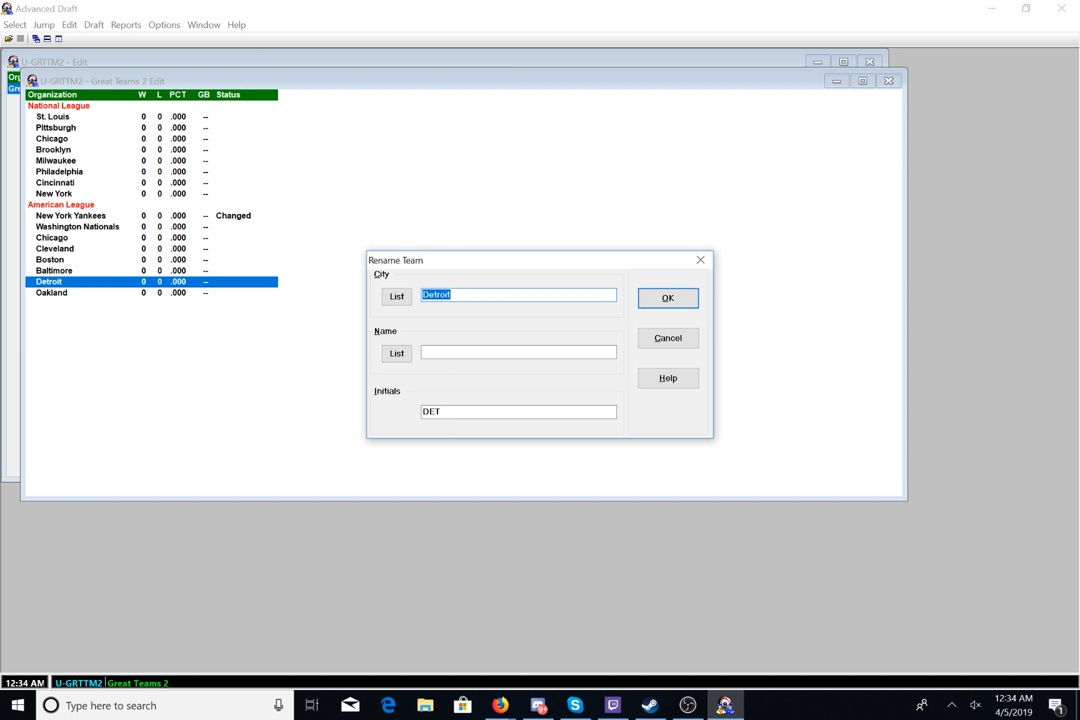 Advanced Draft
Select Jump Edit Draft Reports Options Window Help
U-GRTTM2 - Edit
Org
Gre
U-GRTTM2 - Great Teams 2 Edit
Organization W L PCT GB Status
National League
St. Louis 0 0 .000 --
Pittsburgh 0 0 .000 --
Chicago 0 0 .000 --
Brooklyn 0 0 .000 --
Milwaukee 0 0 .000 --
Philadelphia 0 0 .000 --
Cincinnati 0 0 .000 --
New York 0 0 .000 --
American League
New York Yankees 0 0 .000 -- Changed
Washington Nationals 0 0 .000 --
Chicago 0 0 .000 --
Cleveland 0 0 .000 --
Boston 0 0 .000 --
Baltimore 0 0 .000 --
Detroit 0 0 .000 --
Oakland 0 0 .000 --
Rename Team
City
List Detroit
OK
Name
Cancel
List
Help
Initials
DET
12:34 AM U-GRTTM2 Great Teams 2
Type here to search
12:34 AM
4/5/2019
1